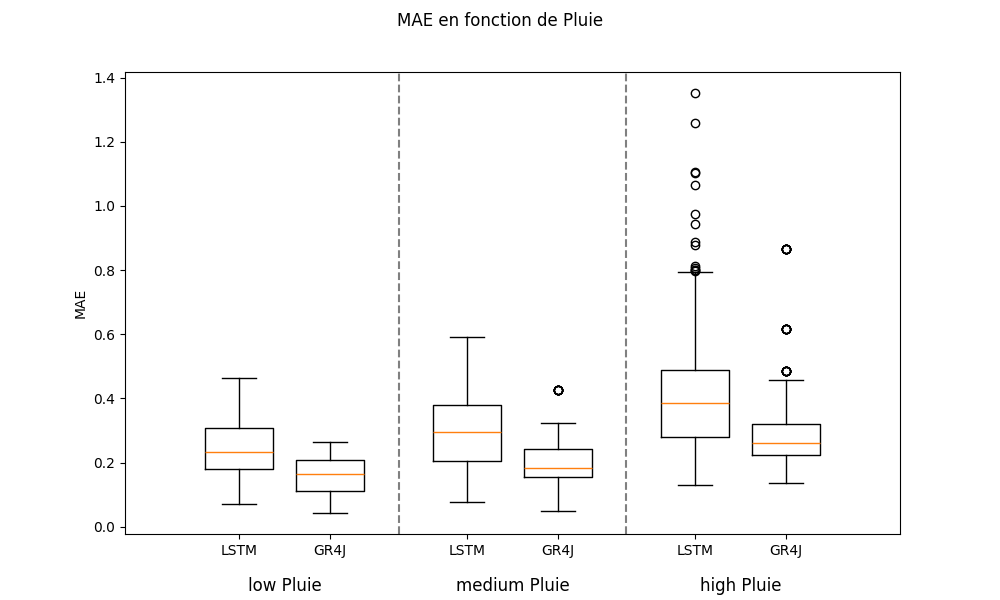 MAE en fonction de Pluie
1.4
1.2
1.0
0.8
0.6
0.4
0.2
0.0
MAE
LSTM GR4J LSTM GR4J LSTM GR4J
low Pluie medium Pluie high Pluie